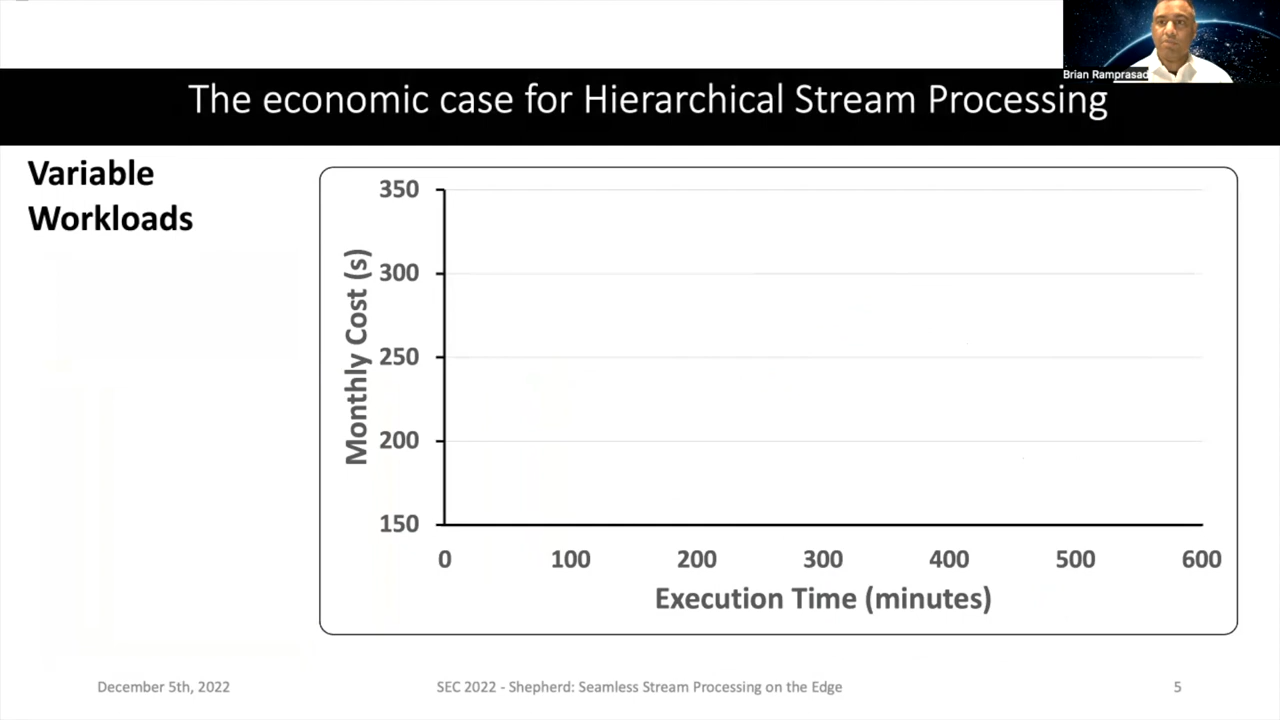 Brian Ramprasad
The economic case for Hierarchical Stream Processing
Variable
Workloads
Monthly Cost (s)
350
300
250
200
150
0 100 200 300 400 500 600
Execution Time (minutes)
December 5th, 2022
SEC 2022 - Shepherd: Seamless Stream Processing on the Edge
5